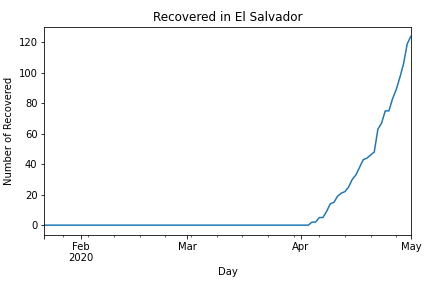 Recovered in El Salvador
Number of Recovered
120
100
80
60
40
20
0
Feb
2020
Mar
Apr
May
Day